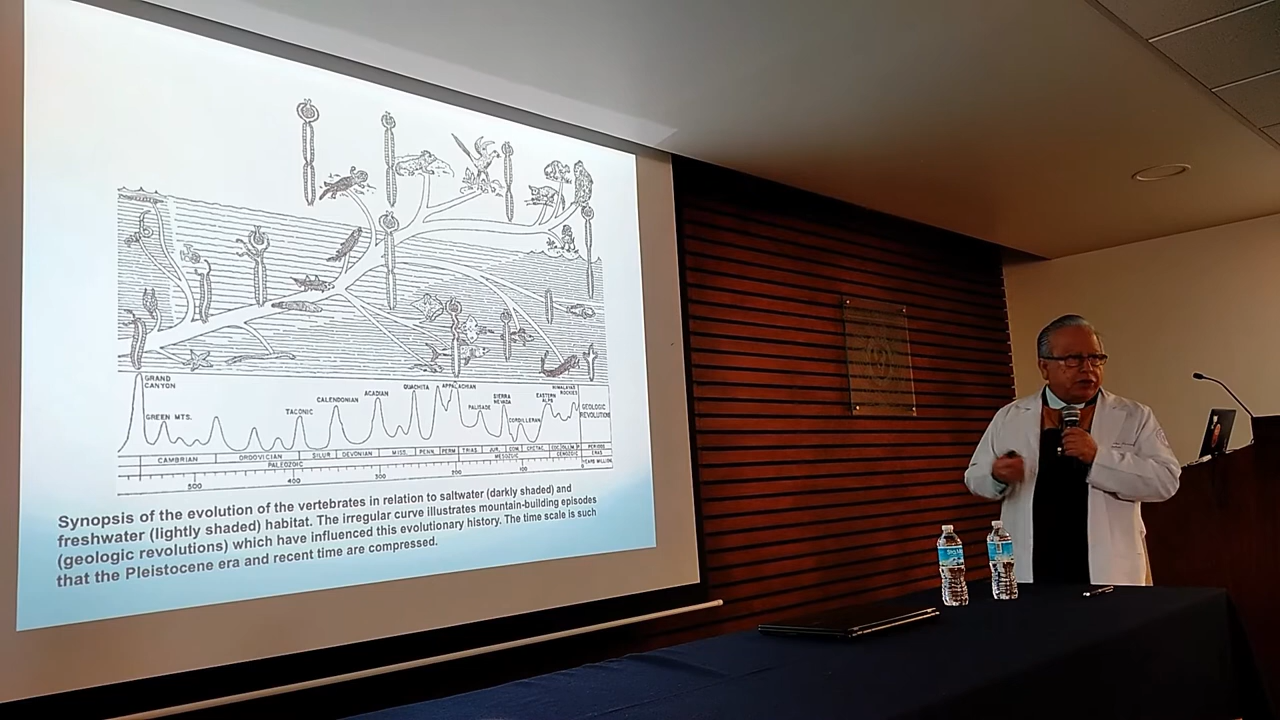 GRAND
CANYON
GREEN MTS.
TACONIC
CALENDONIAN
ACADIAN
OUACHITA
APPALACHIAN
PALISADE
SIERRA
NEVADA
CORDILLERAN
EASTERN
ALPS
HIMALAYAS
ROCKIES
GEOLOGIC
REVOLUTIONS
CAMBRIAN ORDOVICIAN SILUR DEVONIAN MISS. PENN PERM TRIAS JUR. PERIODS
PALEOZOIC MESOZOIC CENOZOIC ERAS
500 400 300 200 100 0
Synopsis of the evolution of the vertebrates in relation to saltwater (darkly shaded) and
freshwater (lightly shaded) habitat. The irregular curve illustrates mountain-building episodes
(geologic revolutions) which have influenced this evolutionary history. The time scale is such
that the Pleistocene era and recent time are compressed.